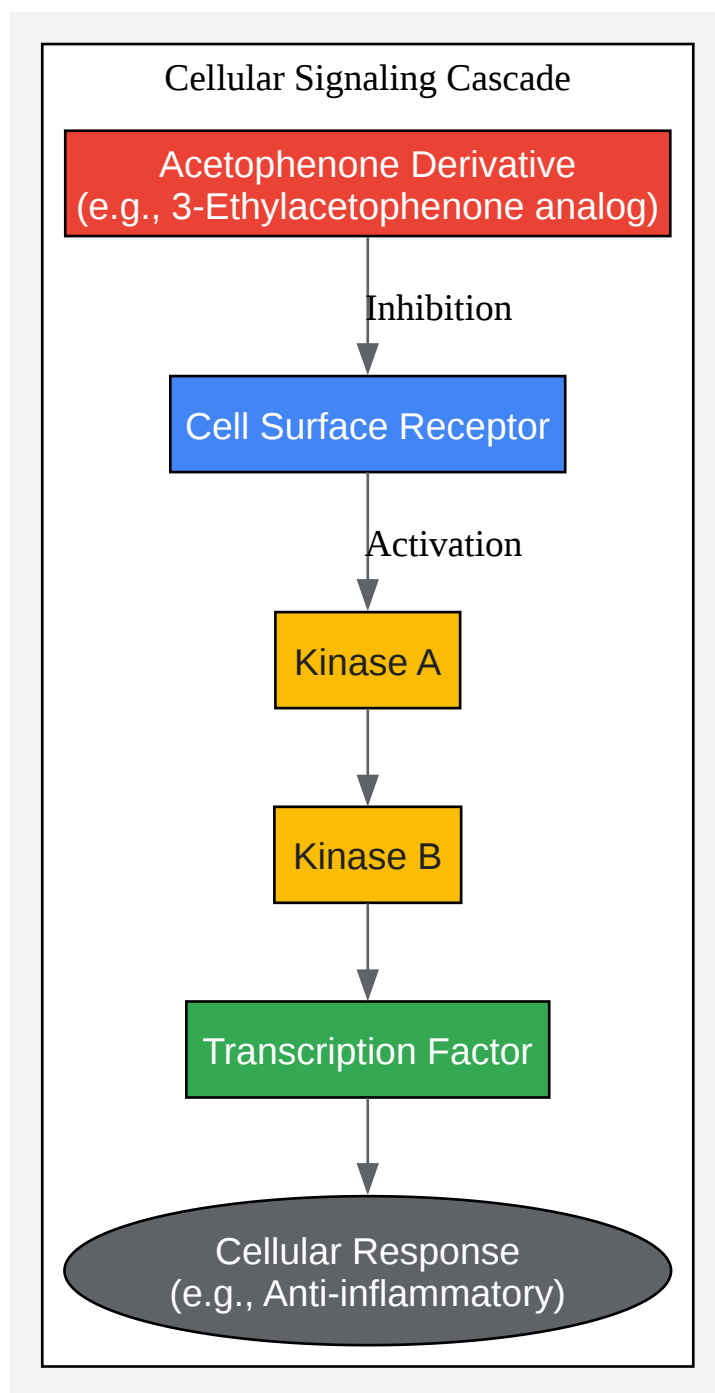 Cellular Signaling Cascade
Acetophenone Derivative
(e.g., 3-Ethylacetophenone analog)
Inhibition
Cell Surface Receptor
Activation
Kinase A
Kinase B
Transcription Factor
Cellular Response
(e.g., Anti-inflammatory)